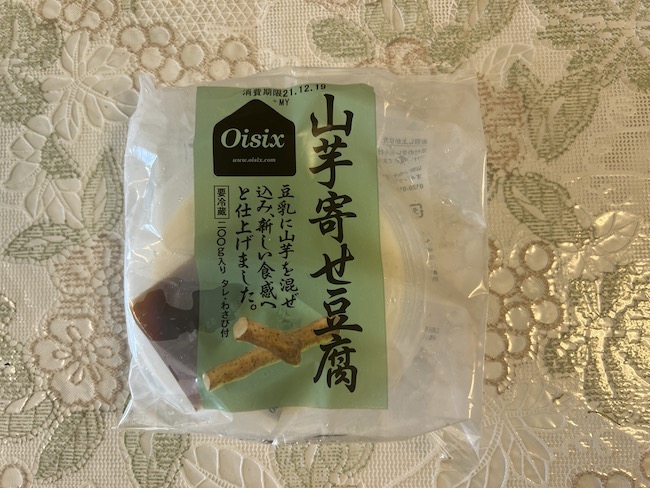 消費期限21.12.19
+MY
Oisix
www.oisix.com
山芋寄せ豆腐
豆乳に山芋を混ぜ
込み、新しい食感へ
と仕上げました。
要冷蔵 二〇〇g入り タレ・わさび付